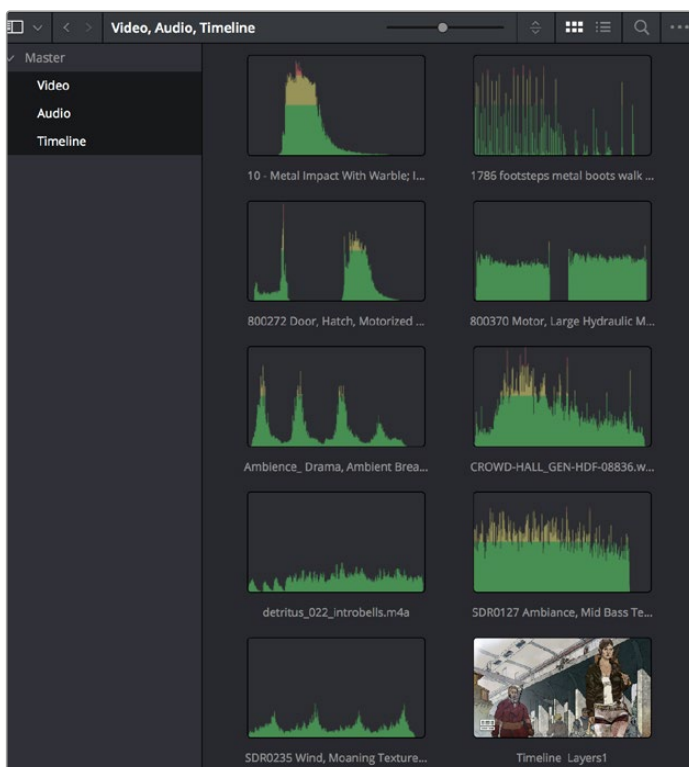 Video, Audio, Timeline
Master
Video
Audio
Timeline
10 - Metal Impact With Warble; I...
1786 footsteps metal boots walk ...
800272 Door, Hatch, Motorized ...
800370 Motor, Large Hydraulic M...
Ambience_ Drama, Ambient Brea...
CROWD-HALL_GEN-HDF-08836.w...
detritus_022_introbells.m4a
SDR0127 Ambiance, Mid Bass Te...
SDR0235 Wind, Moaning Texture...
Timeline_Layers1